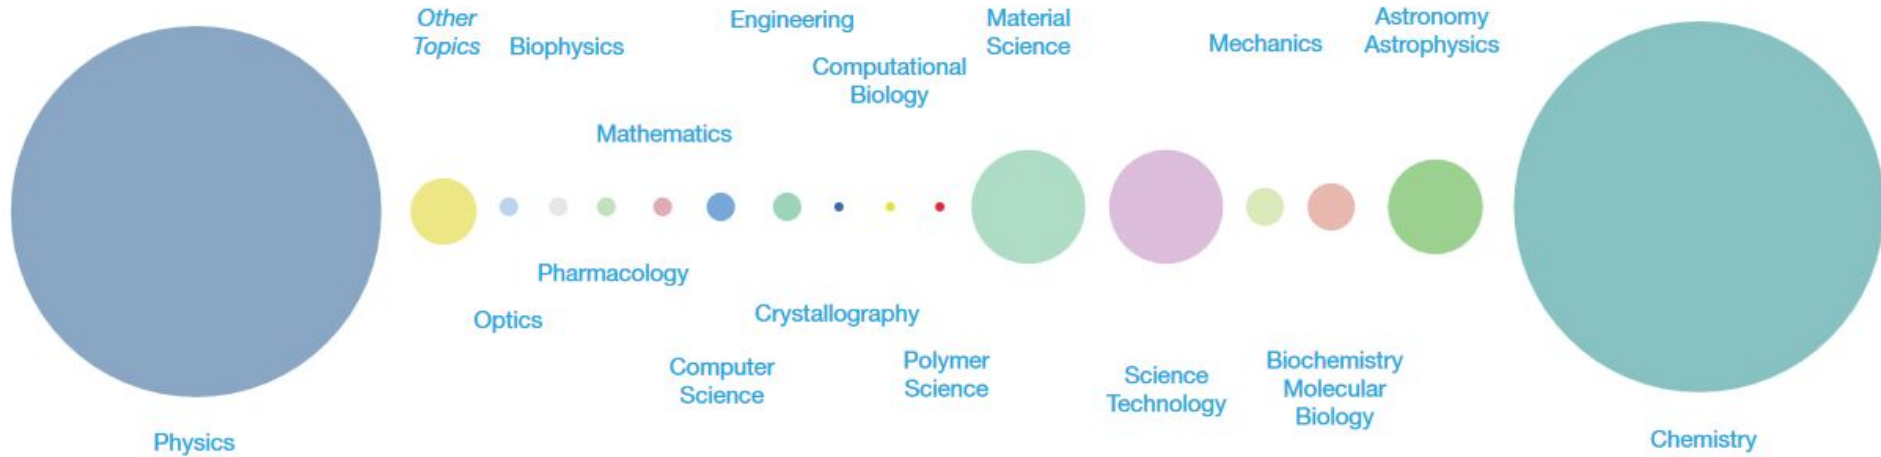 Other
Topics
Biophysics
Engineering
Computational
Biology
Material
Science
Mechanics
Astronomy
Astrophysics
Mathematics
Pharmacology
Optics
Crystallography
Computer
Science
Polymer
Science
Science
Technology
Biochemistry
Molecular
Biology
Physics
Chemistry